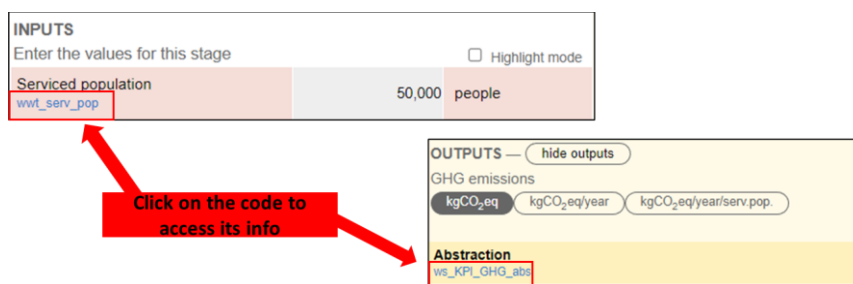 INPUTS
Enter the values for this stage
Highlight mode
Serviced population
wwt_serv_pop
50,000 people
OUTPUTS — hide outputs
GHG emissions
kgCO₂eq kgCO₂eq/year kgCO₂eq/year/serv.pop.
Click on the code to
access its info
Abstraction
ws_KPI_GHG_abs